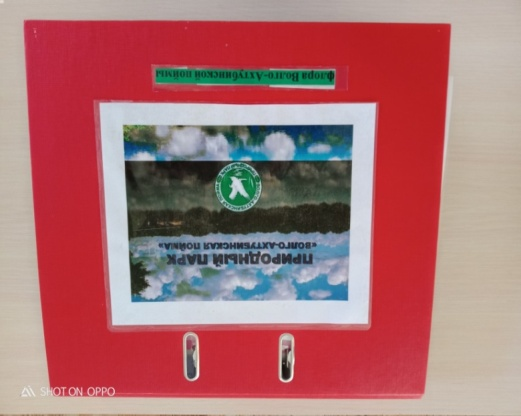 Флора Волго-Ахтубинской поймы
ПРИРОДНЫЙ ПАРК
«ВОЛГО-АХТУБИНСКАЯ ПОЙМА»
SHOT ON OPPO